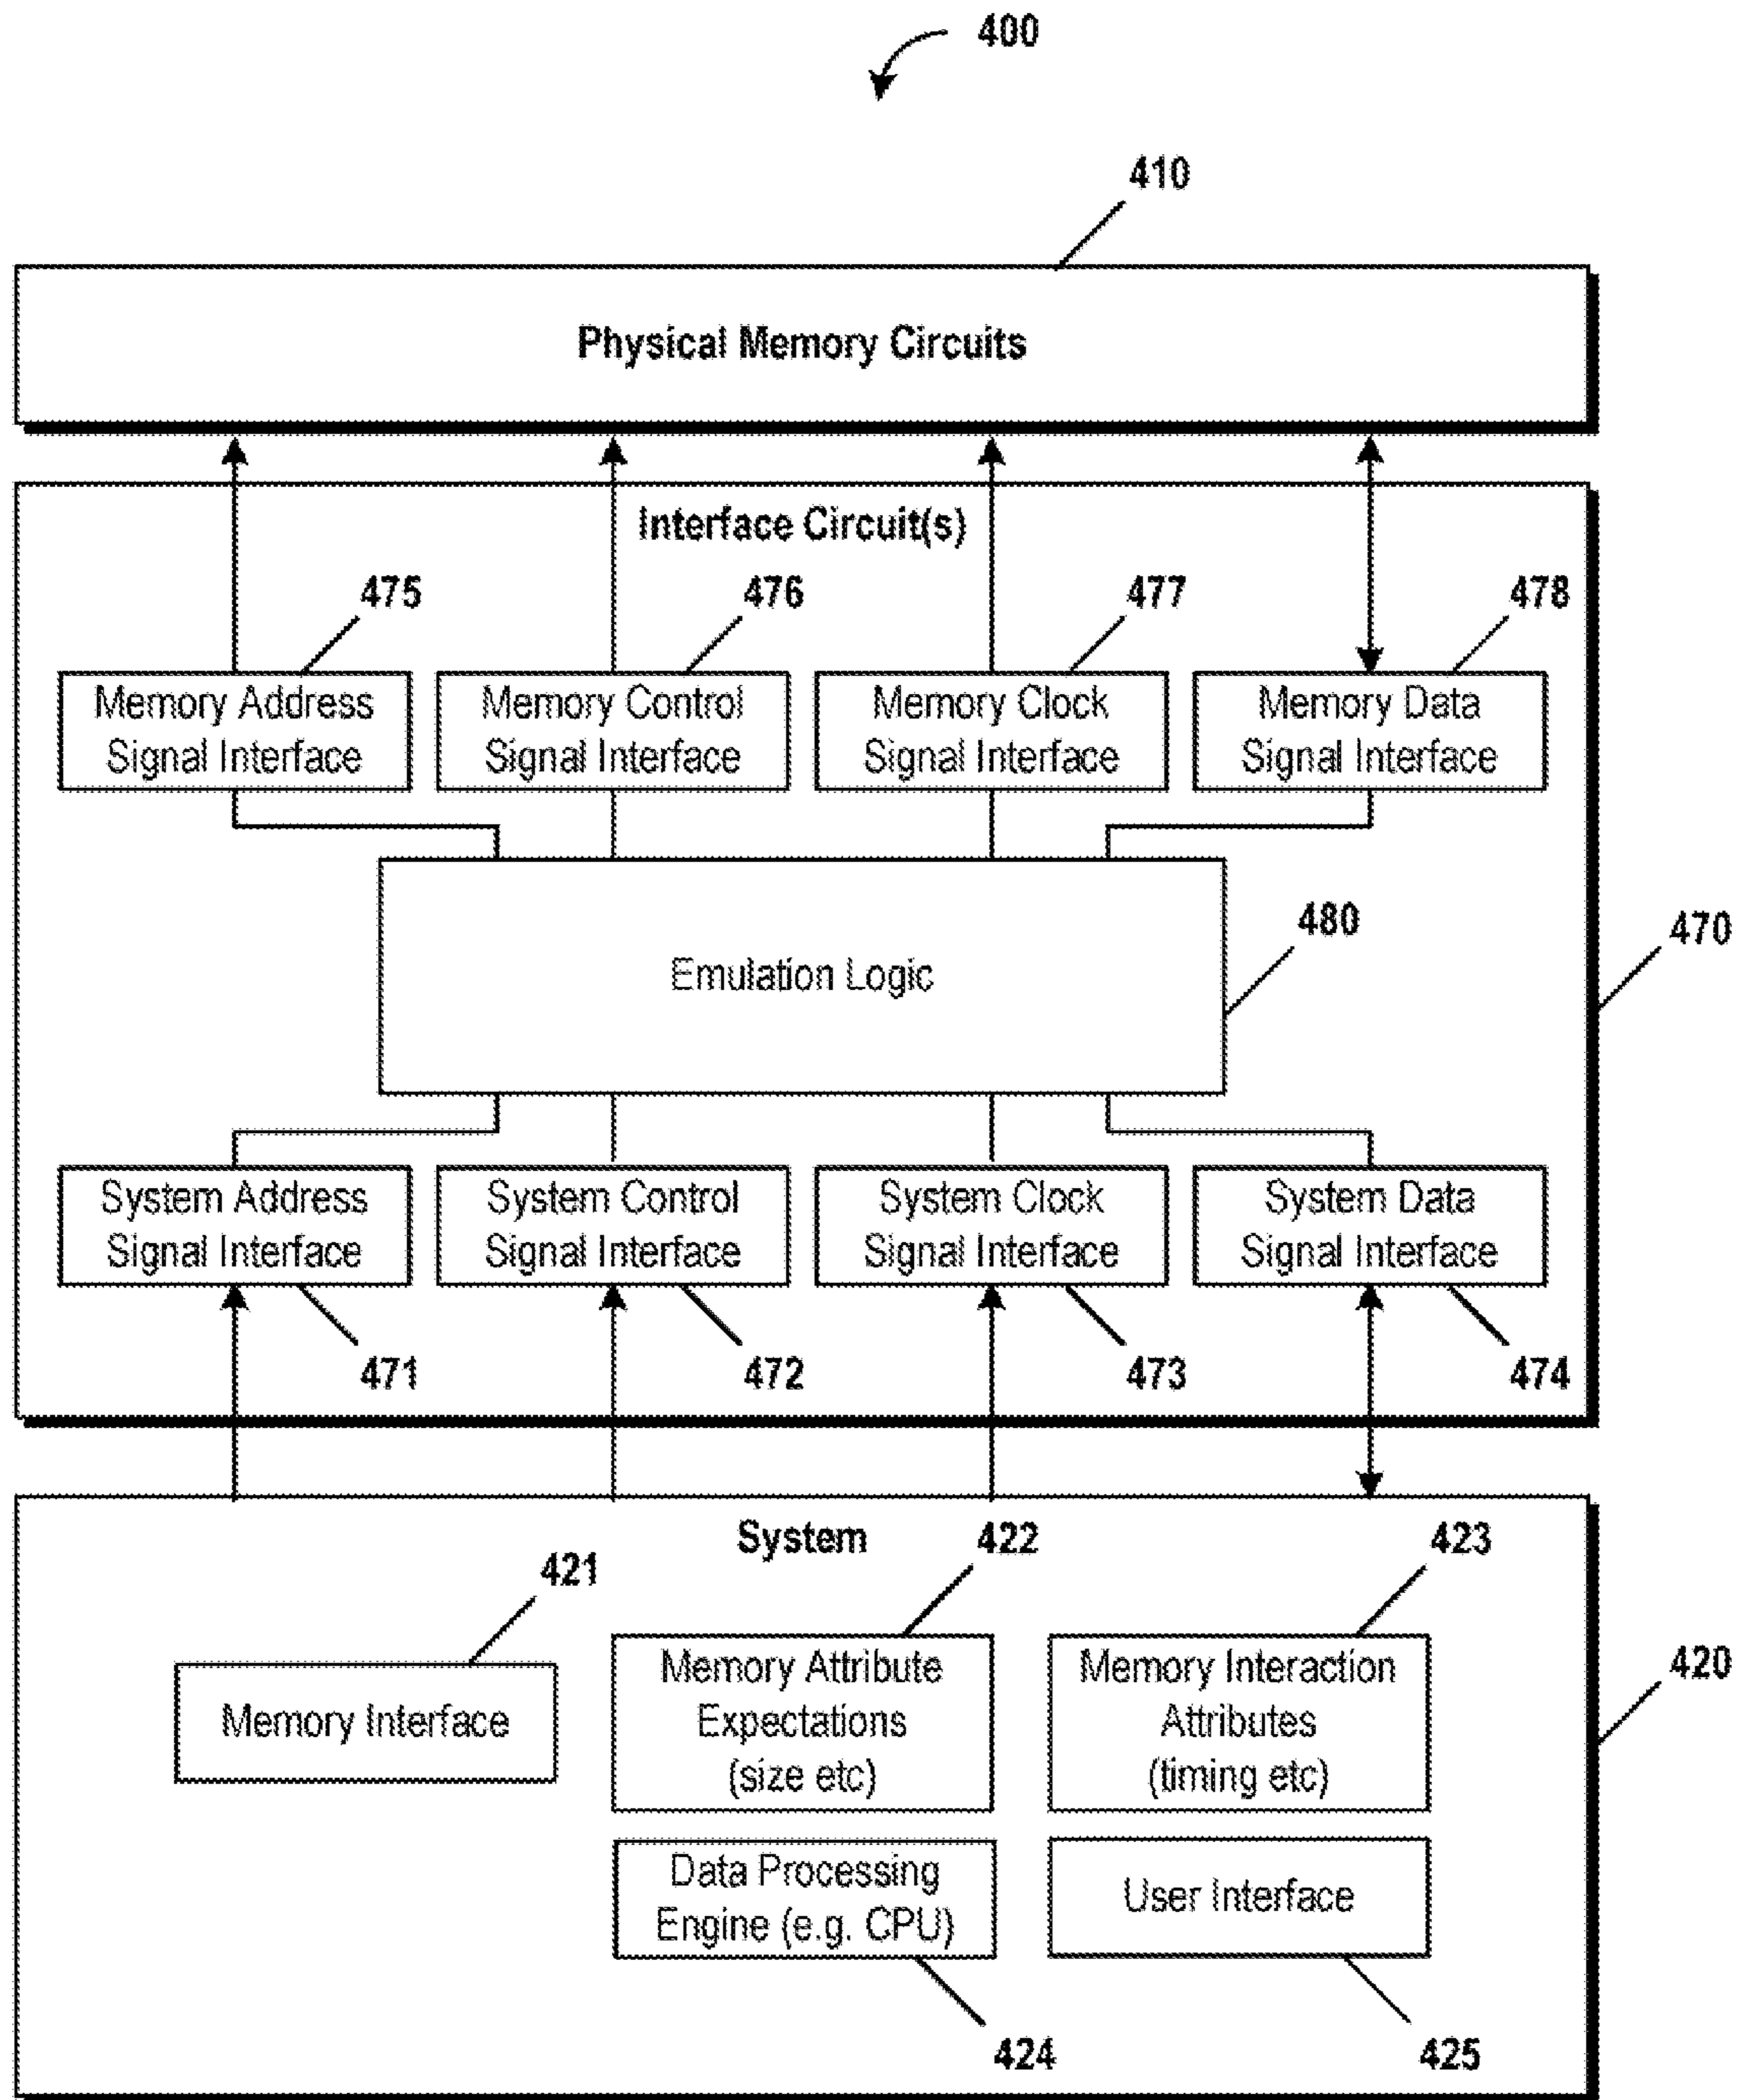 400
410
Physical Memory Circuits
Interface Circuit(s)
475
476
477
478
Memory Address
Signal Interface
Memory Control
Signal Interface
Memory Clock
Signal Interface
Memory Data
Signal Interface
480
470
Emulation Logic
System Address
Signal Interface
System Control
Signal Interface
System Clock
Signal Interface
System Data
Signal Interface
471
472
473
474
System
421
422
423
420
Memory Interface
Memory Attribute
Expectations
(size etc)
Memory Interaction
Attributes
(timing etc)
Data Processing
Engine (e.g. CPU)
User Interface
424
425